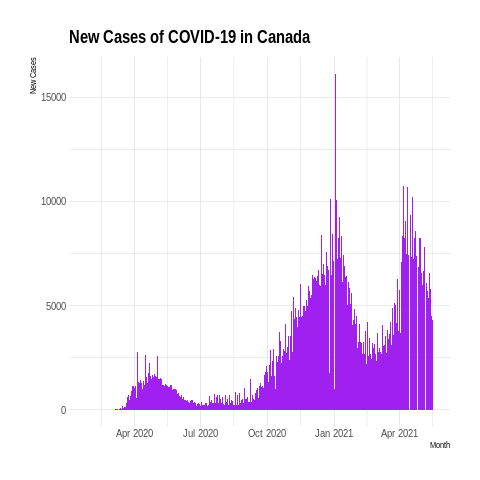 New Cases of COVID-19 in Canada
New Cases
15000
10000
5000
0
Apr 2020 Jul 2020 Oct 2020 Jan 2021 Apr 2021
Month